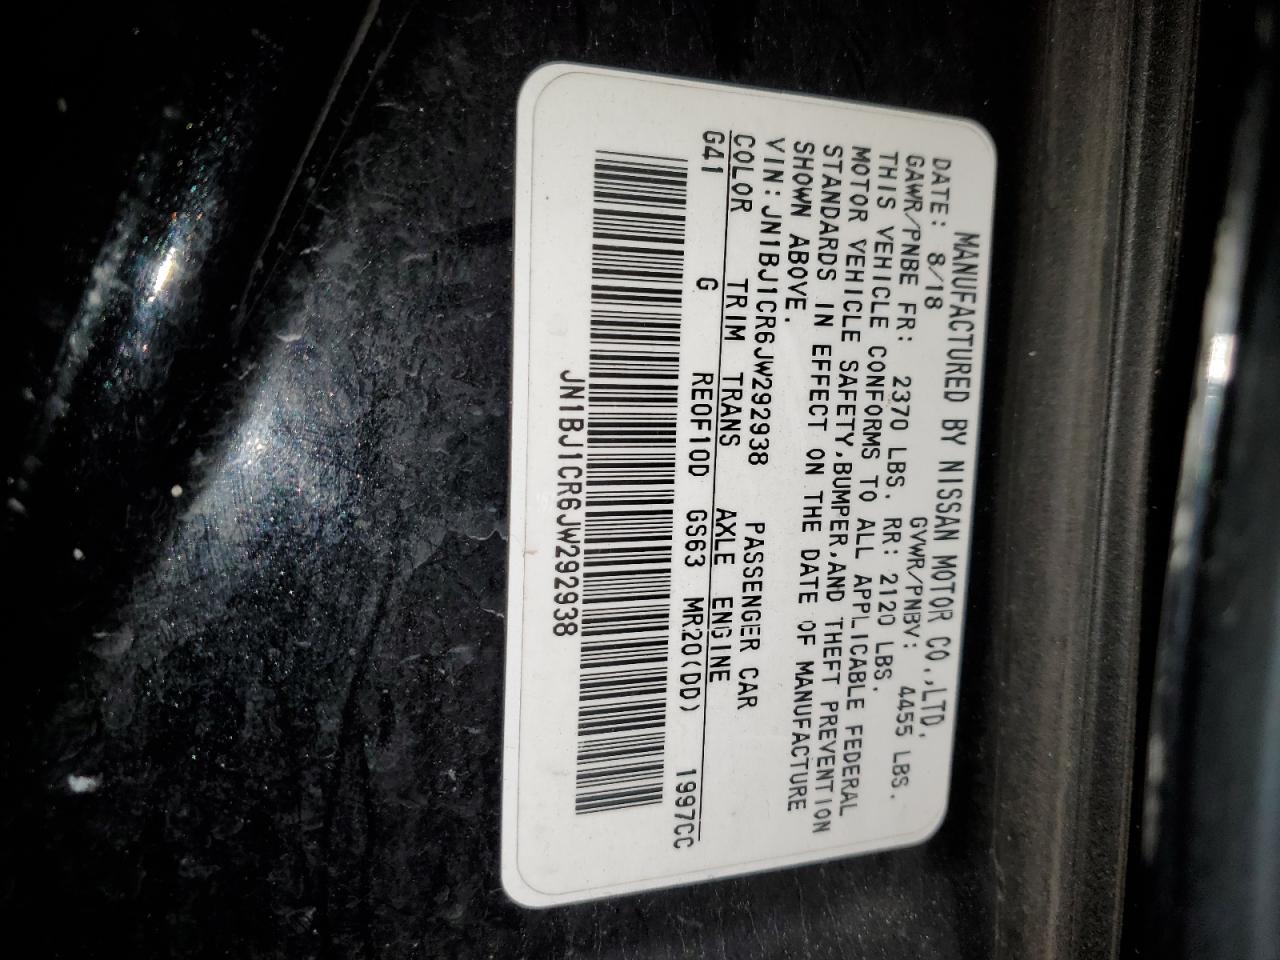 MANUFACTURED BY NISSAN MOTOR CO.,LTD.
DATE: 8/18 GVWR/PNBV: 4455 LBS.
GAWR/PNBE FR: 2370 LBS. RR: 2120 LBS.
THIS VEHICLE CONFORMS TO ALL APPLICABLE FEDERAL
MOTOR VEHICLE SAFETY,BUMPER,AND THEFT PREVENTION
STANDARDS IN EFFECT ON THE DATE OF MANUFACTURE
SHOWN ABOVE.
VIN:JN1BJ1CR6JW292938 PASSENGER CAR
COLOR TRIM TRANS AXLE ENGINE
G41 G RE0F10D GS63 MR20(DD) 1997CC
JN1BJ1CR6JW292938